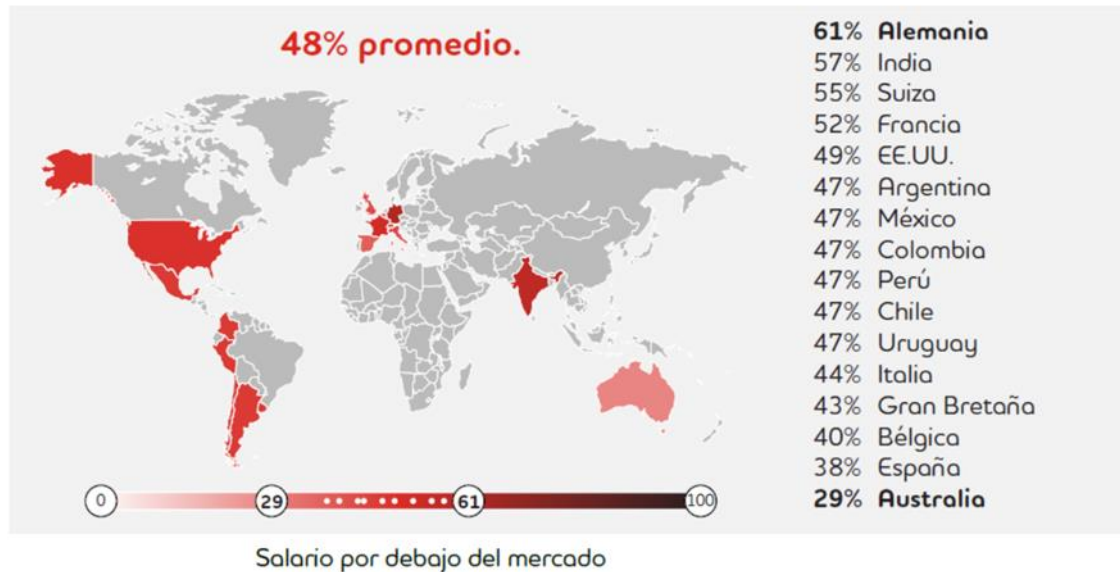 48% promedio.
61% Alemania
57% India
55% Suiza
52% Francia
49% EE.UU.
47% Argentina
47% México
47% Colombia
47% Perú
47% Chile
47% Uruguay
44% Italia
43% Gran Bretaña
40% Bélgica
38% España
29% Australia
0 29 61 100
Salario por debajo del mercado